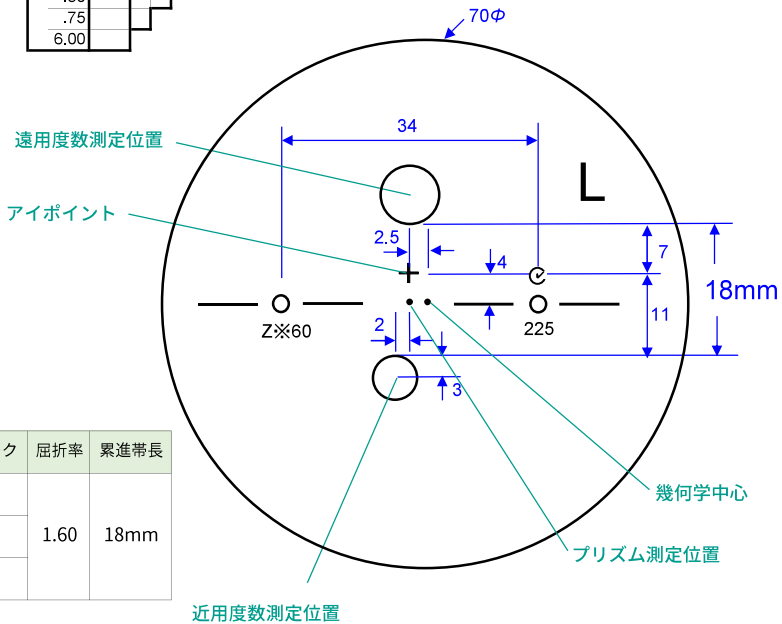 .75
6.00
70Φ
34
遠用度数測定位置
L
アイポイント
2.5
4
7
18mm
11
Z※60
225
2
3
ク
屈折率
累進帯長
1.60
18mm
幾何学中心
プリズム測定位置
近用度数測定位置